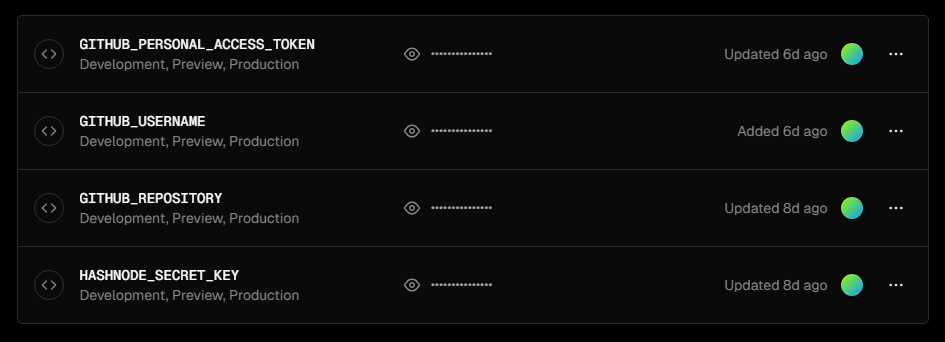 GITHUB_PERSONAL_ACCESS_TOKEN
Development, Preview, Production
•••••••••••••••
Updated 6d ago
GITHUB_USERNAME
Development, Preview, Production
•••••••••••••••
Added 6d ago
GITHUB_REPOSITORY
Development, Preview, Production
•••••••••••••••
Updated 8d ago
HASHNODE_SECRET_KEY
Development, Preview, Production
•••••••••••••••
Updated 8d ago